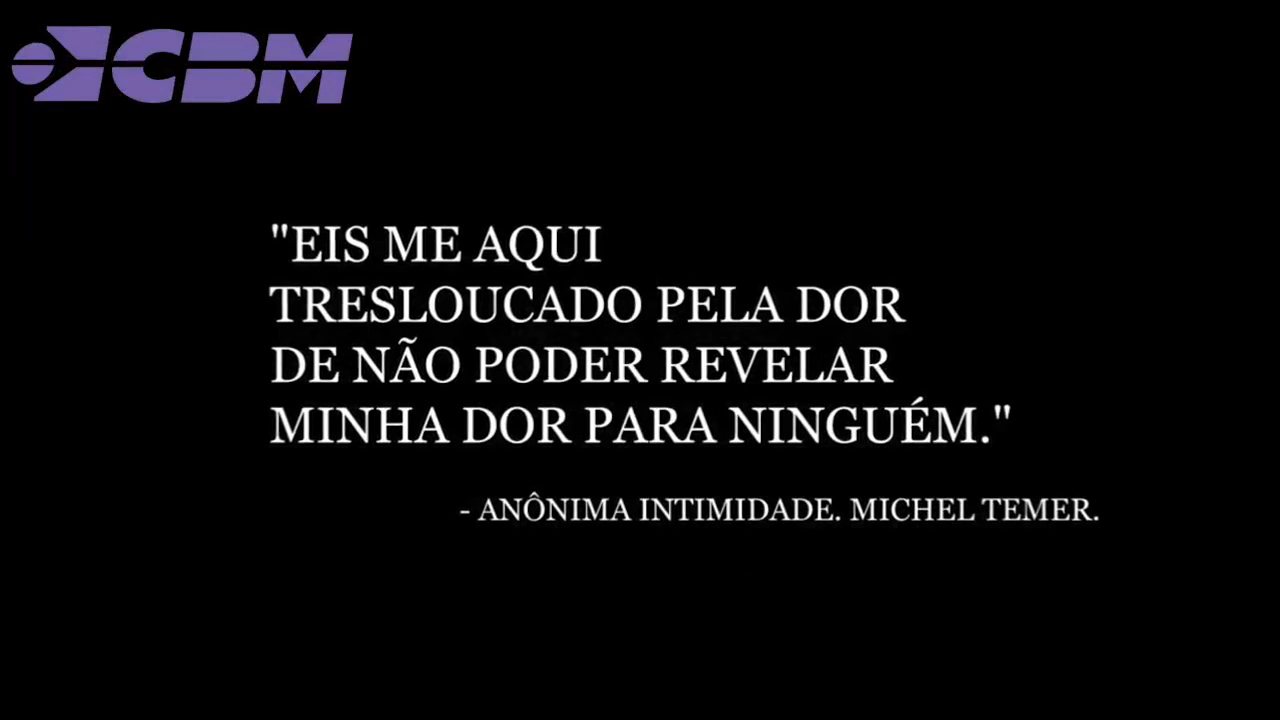 CBM
"EIS ME AQUI
TRESLOUCADO PELA DOR
DE NÃO PODER REVELAR
MINHA DOR PARA NINGUÉM."
- ANÔNIMA INTIMIDADE. MICHEL TEMER.